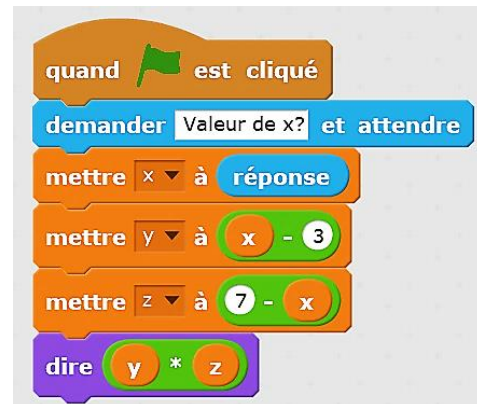 quand est cliqué
demander Valeur de x? et attendre
mettre x à réponse
mettre y à x - 3
mettre z à 7 - x
dire y * z